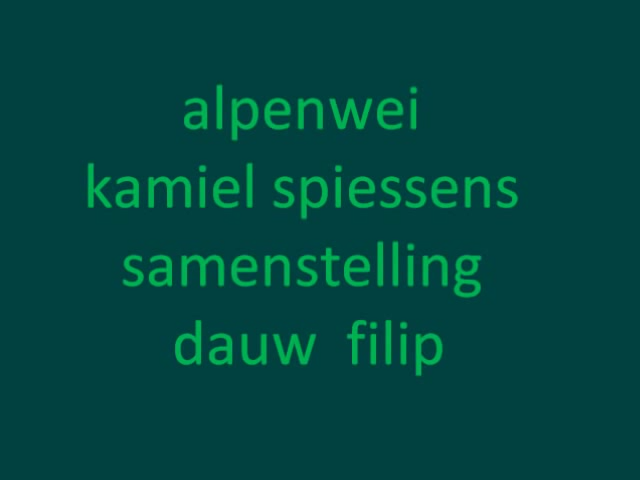 alpenwei
kamiel spiessens
samenstelling
dauw filip